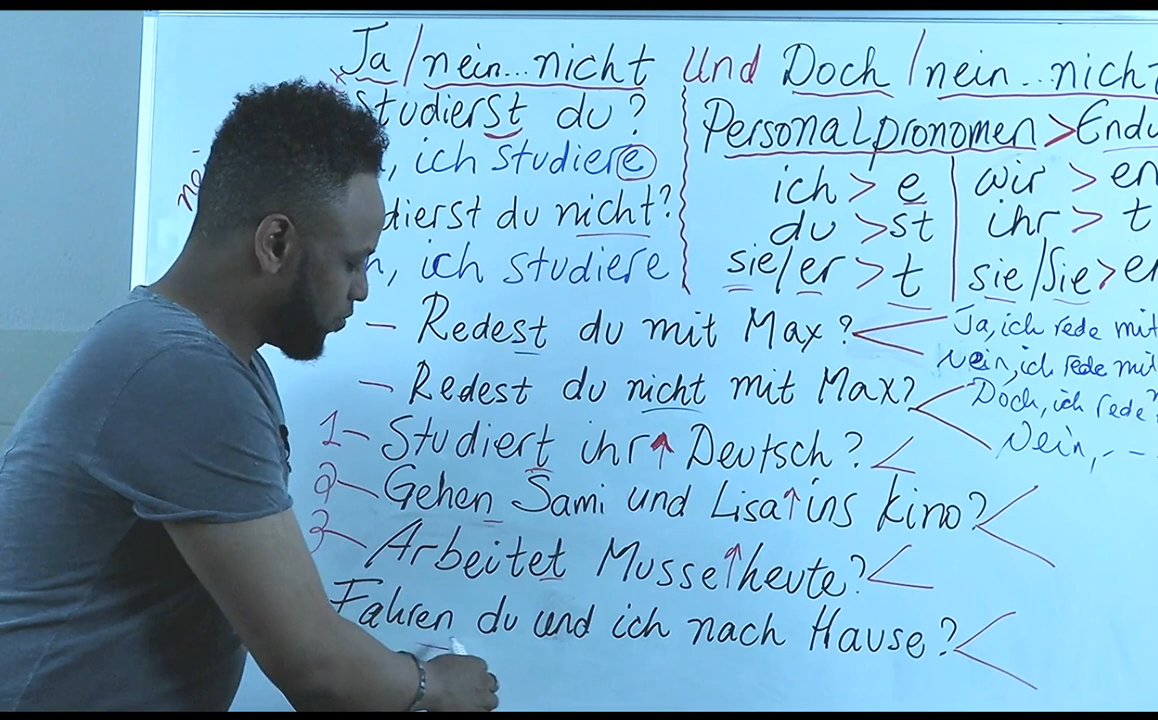 Ja/nein...nicht Und Doch/nein...nicht
Studierst du? Personalpronomen > Endu
, ich studiere ich > e wir > en
dierst du nicht? du > st ihr > t
n, ich studiere sie/er > t sie/Sie > en
- Redest du mit Max? Ja, ich rede mit
Nein, ich rede mit
- Redest du nicht mit Max? Doch, ich rede
Nein, --
1- Studiert ihr ↑ Deutsch?
2- Gehen Sami und Lisa ↑ ins Kino?
3- Arbeitet Musse ↑ heute?
Fahren du und ich nach Hause?